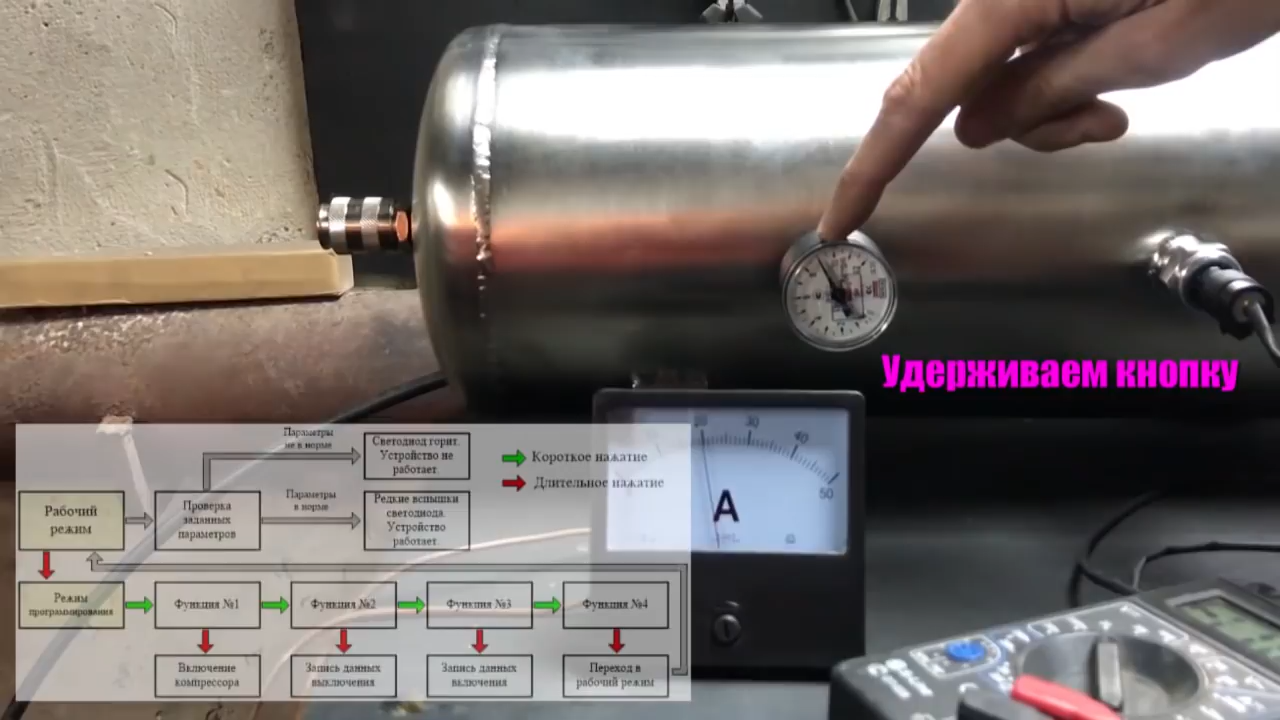 Удерживаем кнопку
20
30
40
50
A
Параметры
не в норме
Светодиод горит.
Устройство не
работает.
Короткое нажатие
Длительное нажатие
Рабочий
режим
Проверка
заданных
параметров
Параметры
в норме
Редкие вспышки
светодиода.
Устройство
работает.
Режим
программирования
Функция №1
Функция №2
Функция №3
Функция №4
Включение
компрессора
Запись данных
выключения
Запись данных
включения
Переход в
рабочий режим